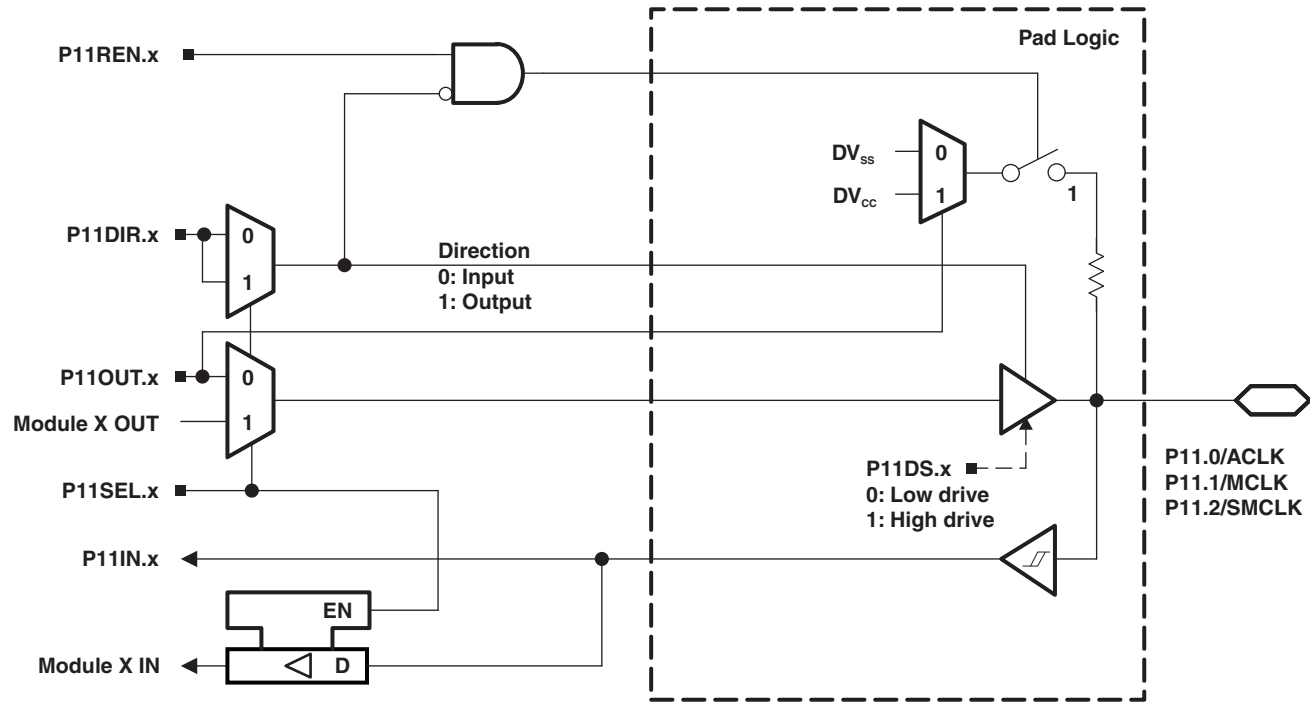 P11REN.x
Pad Logic
DVss
0
DVcc
1
1
P11DIR.x
0
1
Direction
0: Input
1: Output
P11OUT.x
0
Module X OUT
1
P11SEL.x
P11DS.x
0: Low drive
1: High drive
P11.0/ACLK
P11.1/MCLK
P11.2/SMCLK
P11IN.x
EN
Module X IN
D